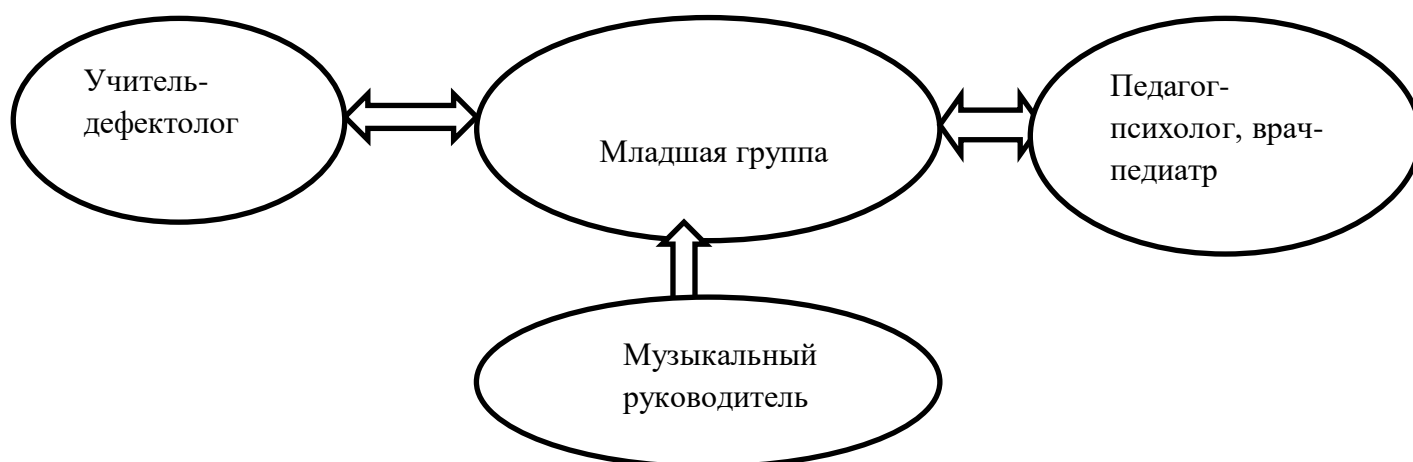 Учитель-
дефектолог
Младшая группа
Педагог-
психолог, врач-
педиатр
Музыкальный
руководитель